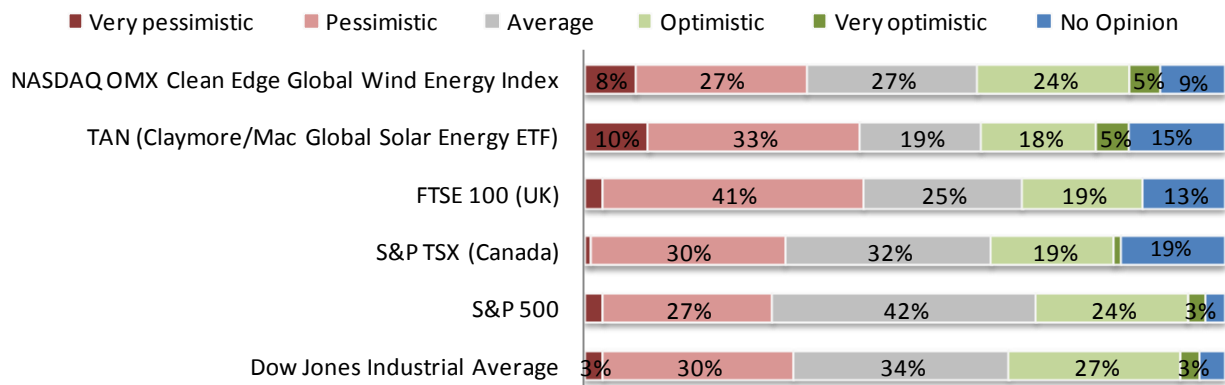 Very pessimistic Pessimistic Average Optimistic Very optimistic No Opinion
NASDAQ OMX Clean Edge Global Wind Energy Index 8% 27% 27% 24% 5% 9%
TAN (Claymore/Mac Global Solar Energy ETF) 10% 33% 19% 18% 5% 15%
FTSE 100 (UK) 41% 25% 19% 13%
S&P TSX (Canada) 30% 32% 19% 19%
S&P 500 27% 42% 24% 3%
Dow Jones Industrial Average 3% 30% 34% 27% 3%